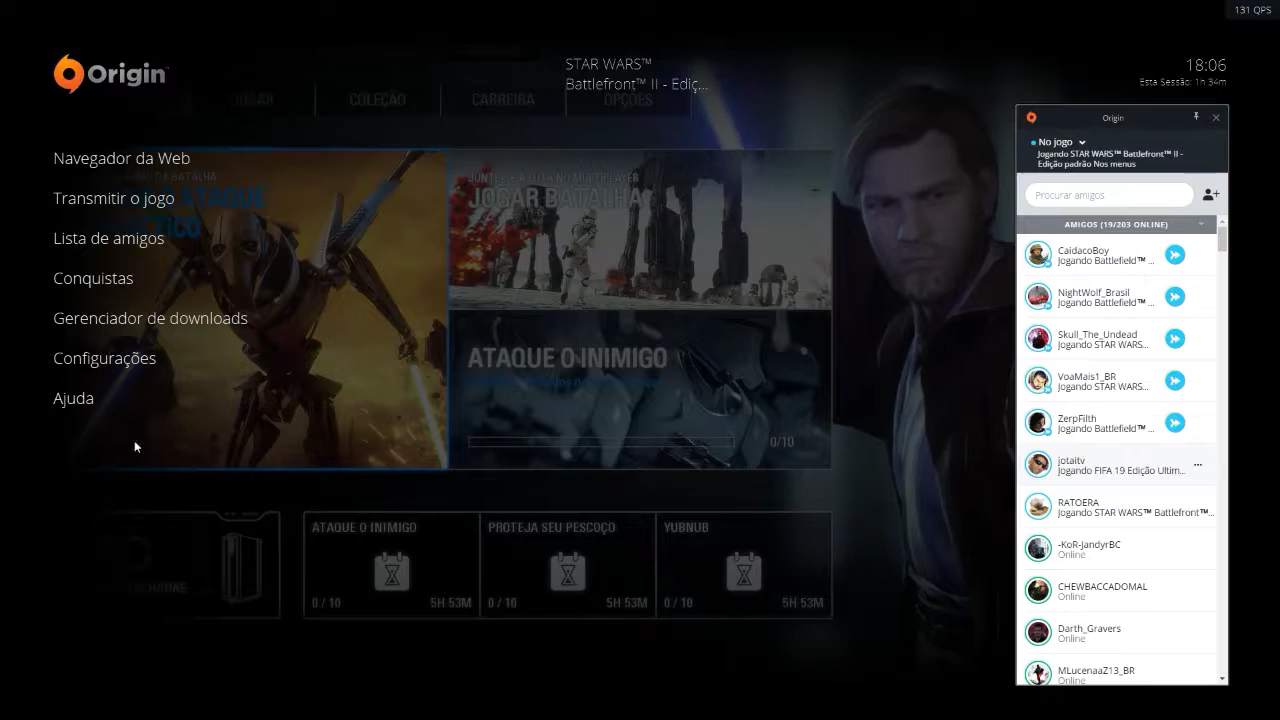 131 QPS
Origin
STAR WARS™
Battlefront™ II - Ediç...
18:06
Esta Sessão: 1h 34m
JOGAR
COLEÇÃO
CARREIRA
OPÇÕES
Navegador da Web
Transmitir o jogo
Lista de amigos
Conquistas
Gerenciador de downloads
Configurações
Ajuda
DA BATALHA
ATAQUE
JOGAR BATALHA
ATAQUE O INIMIGO
0/10
ATAQUE O INIMIGO
0 / 10
5H 53M
PROTEJA SEU PESCOÇO
0 / 10
5H 53M
YUBNUB
0 / 10
5H 53M
Origin
No jogo
Jogando STAR WARS™ Battlefront™ II -
Edição padrão Nos menus
Procurar amigos
AMIGOS (19/203 ONLINE)
CaidacoBoy
Jogando Battlefield™ ...
NightWolf_Brasil
Jogando Battlefield™ ...
Skull_The_Undead
Jogando STAR WARS...
VoaMais1_BR
Jogando STAR WARS...
ZerpFilth
Jogando Battlefield™ ...
jotaitv
Jogando FIFA 19 Edição Ultim...
RATOERA
Jogando STAR WARS™ Battlefront™...
-KoR-JandyrBC
Online
CHEWBACCADOMAL
Online
Darth_Gravers
Online
MLucenaaZ13_BR
Online